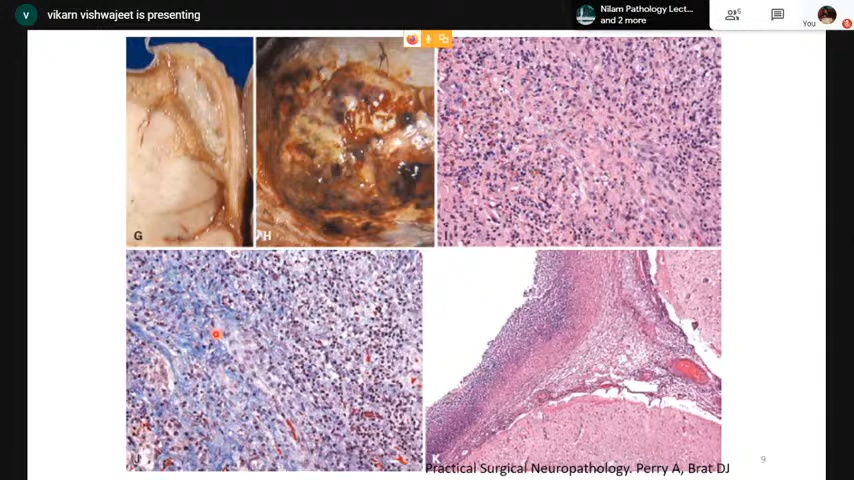 v
vikarn vishwajeet is presenting
Nilam Pathology Lect...
and 2 more
6
You
G
H
J
K
Practical Surgical Neuropathology. Perry A, Brat DJ
9